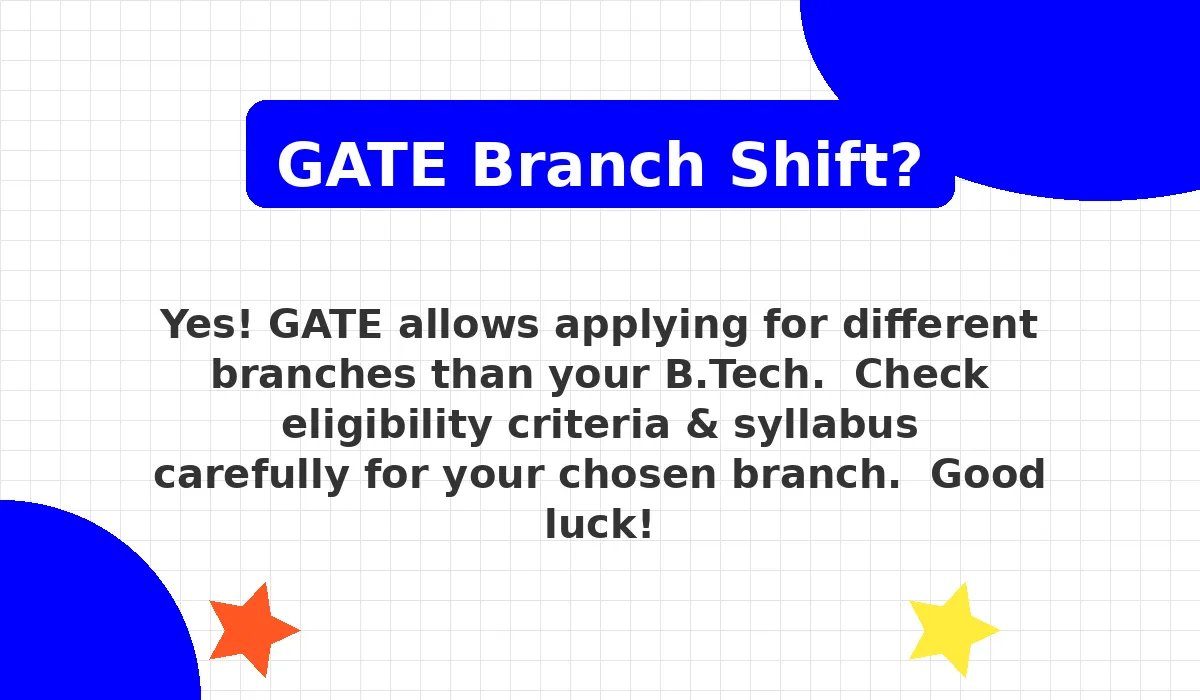 GATE Branch Shift?
Yes! GATE allows applying for different
branches than your B.Tech.  Check
eligibility criteria & syllabus
carefully for your chosen branch.  Good
luck!